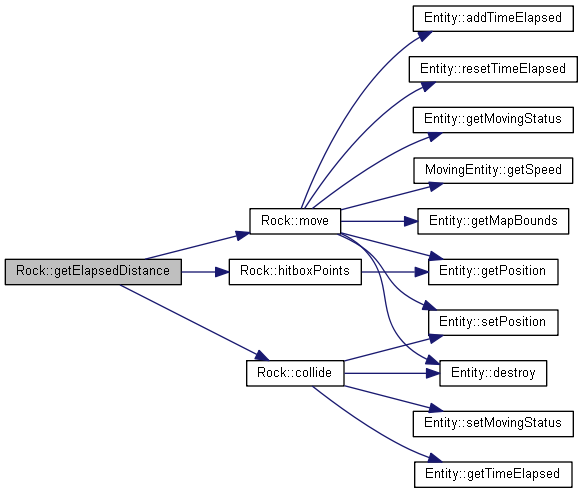 Entity::addTimeElapsed
Entity::resetTimeElapsed
Entity::getMovingStatus
MovingEntity::getSpeed
Rock::move
Entity::getMapBounds
Rock::getElapsedDistance
Rock::hitboxPoints
Entity::getPosition
Entity::setPosition
Rock::collide
Entity::destroy
Entity::setMovingStatus
Entity::getTimeElapsed